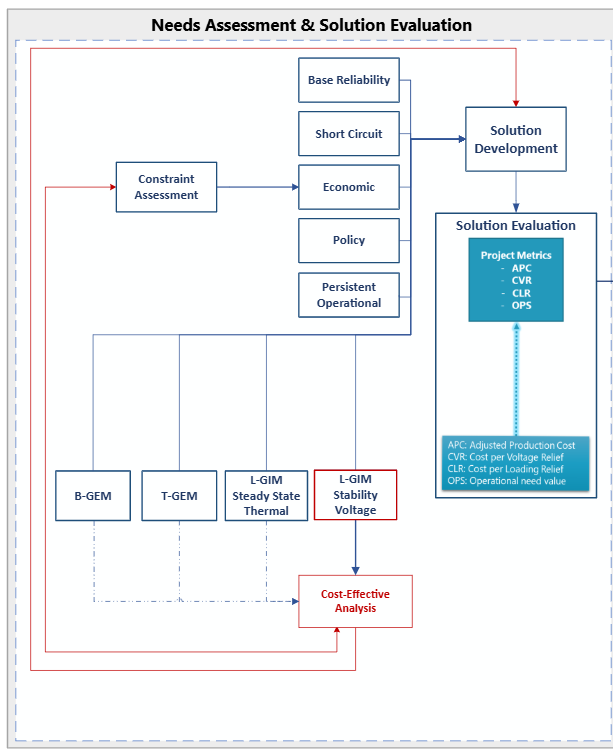 Needs Assessment & Solution Evaluation
Base Reliability
Short Circuit
Solution
Development
Constraint
Assessment
Economic
Policy
Persistent
Operational
Solution Evaluation
Project Metrics
- APC
- CVR
- CLR
- OPS
APC: Adjusted Production Cost
CVR: Cost per Voltage Relief
CLR: Cost per Loading Relief
OPS: Operational need value
B-GEM
T-GEM
L-GIM
Steady State
Thermal
L-GIM
Stability
Voltage
Cost-Effective
Analysis